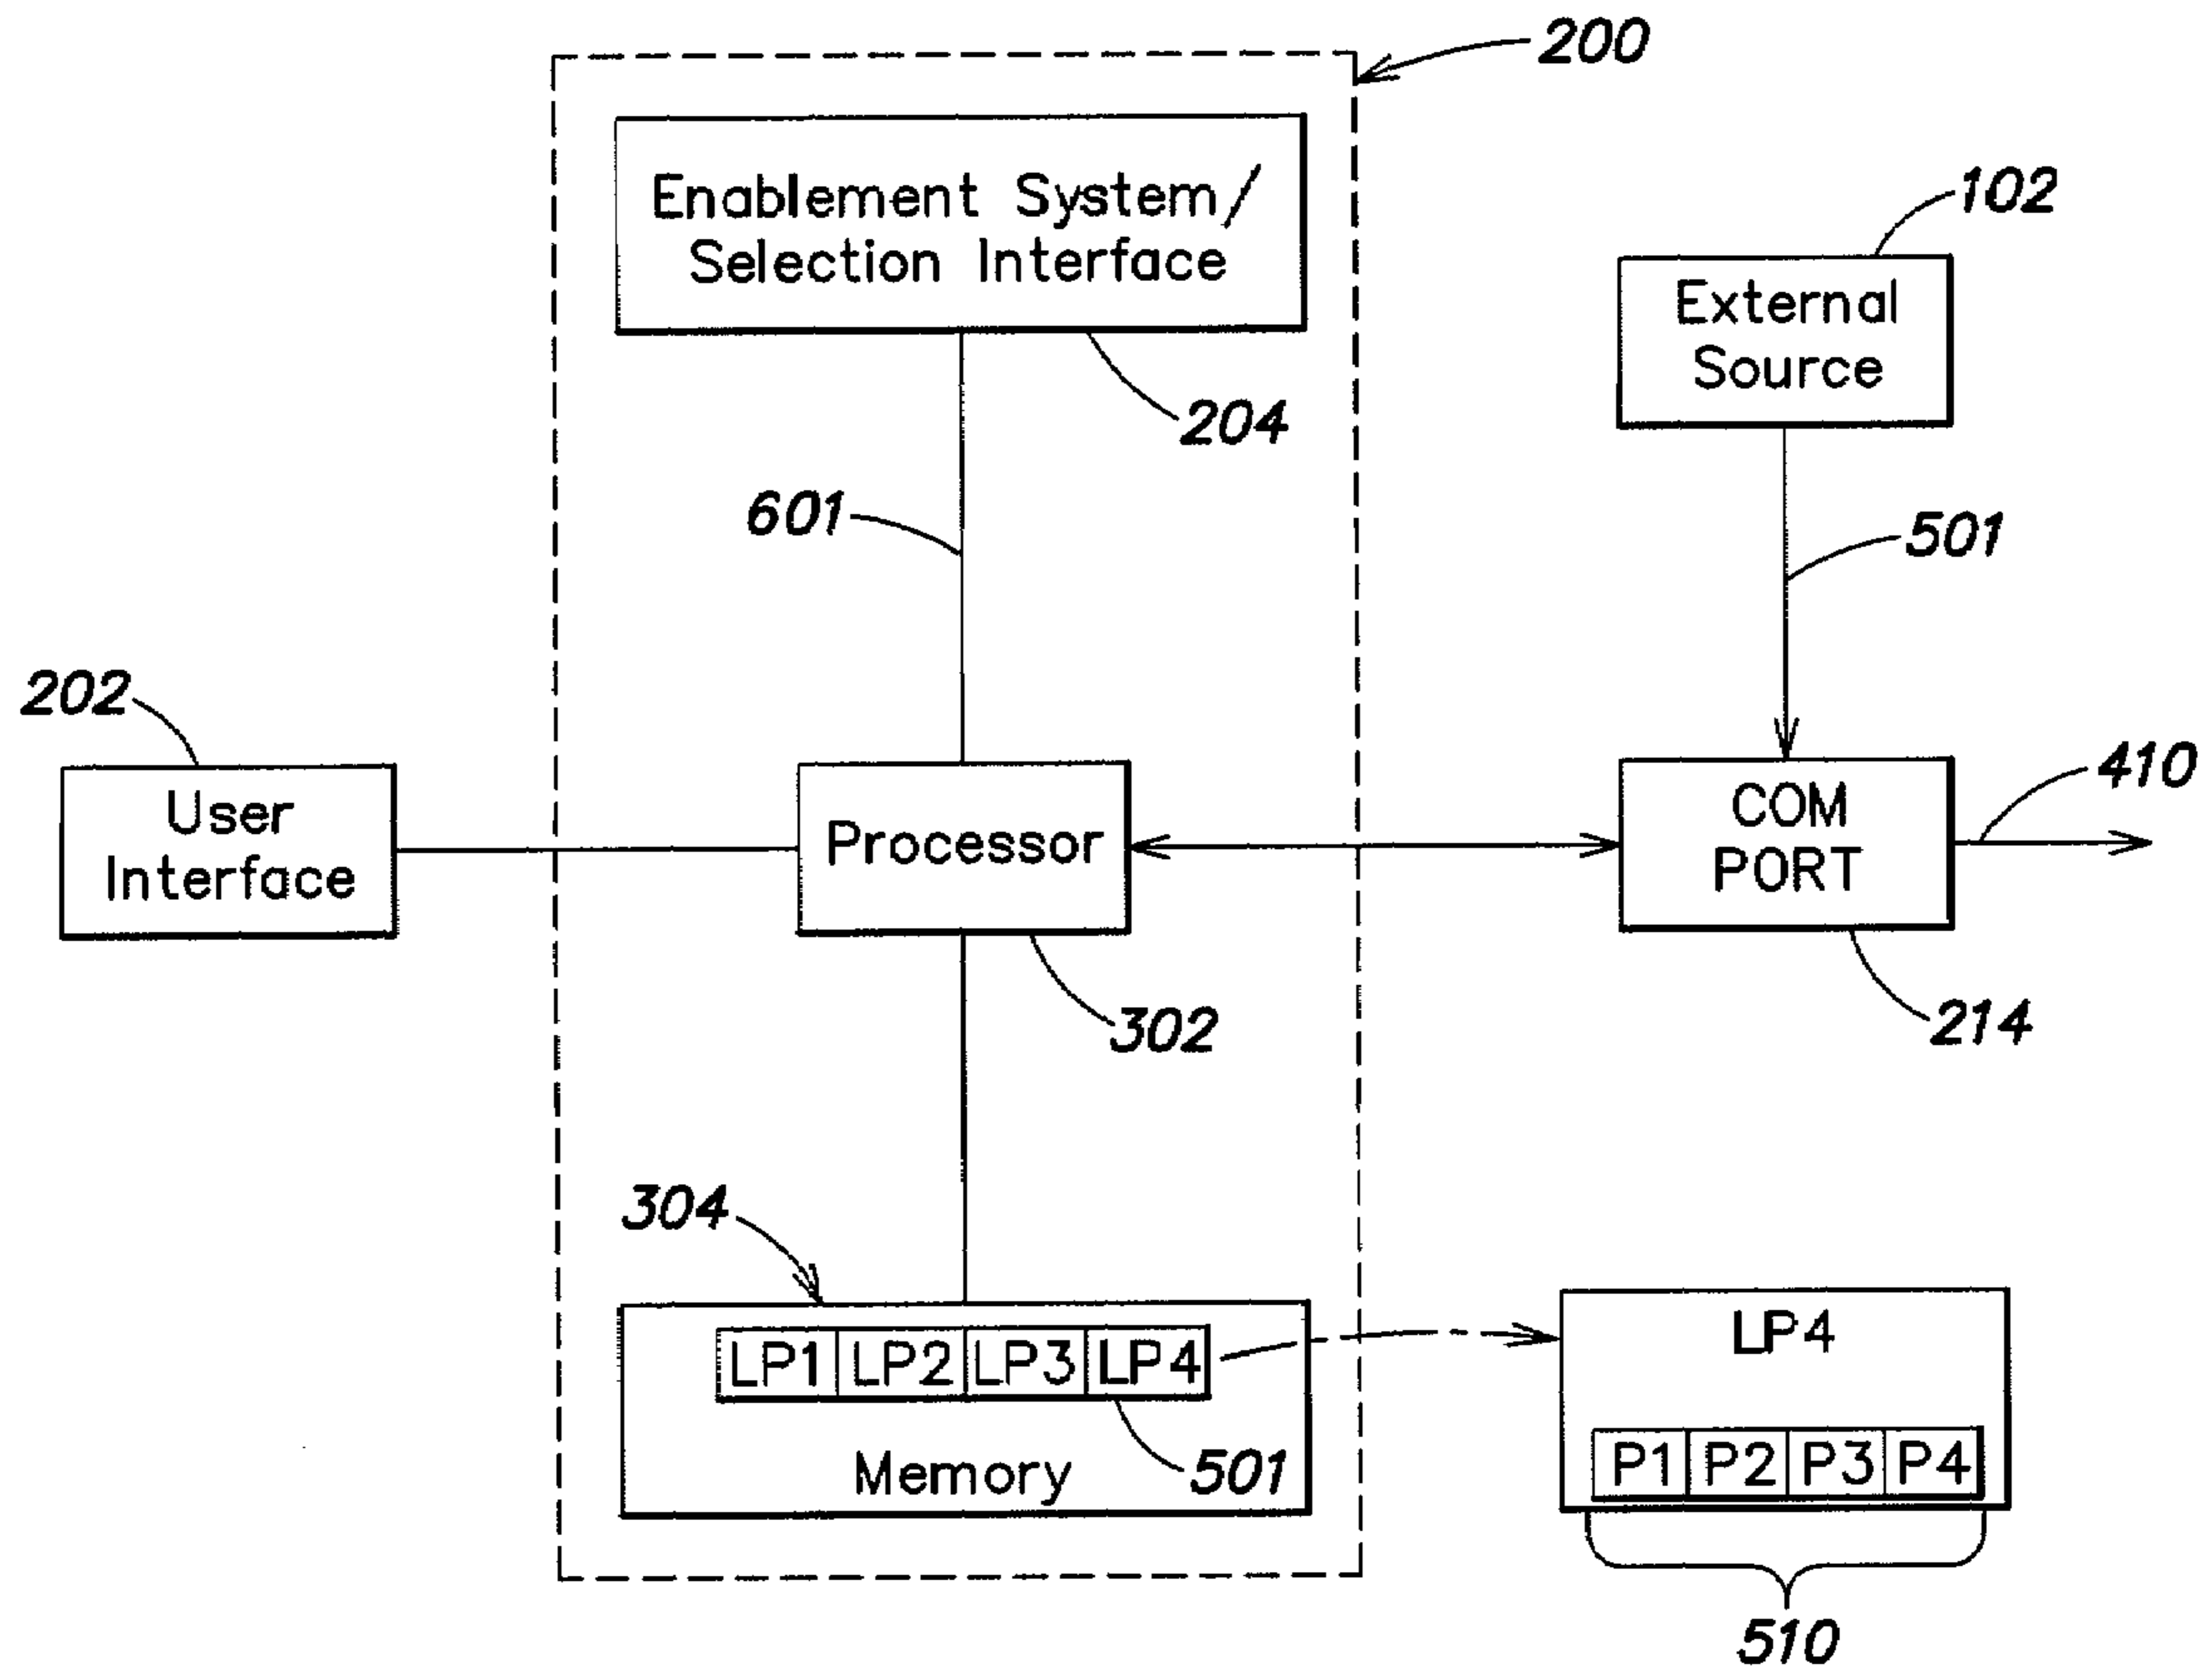 200
Enablement System/
Selection Interface
204
102
External
Source
601
501
202
User
Interface
Processor
302
COM
PORT
410
214
304
LP1 LP2 LP3 LP4
Memory
501
LP4
P1 P2 P3 P4
510